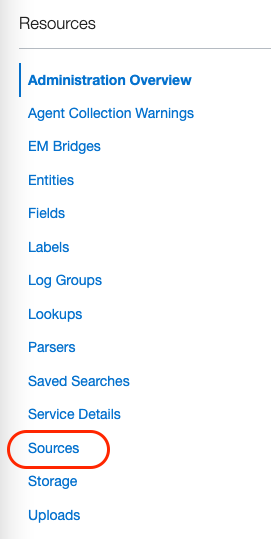 Resources
Administration Overview
Agent Collection Warnings
EM Bridges
Entities
Fields
Labels
Log Groups
Lookups
Parsers
Saved Searches
Service Details
Sources
Storage
Uploads